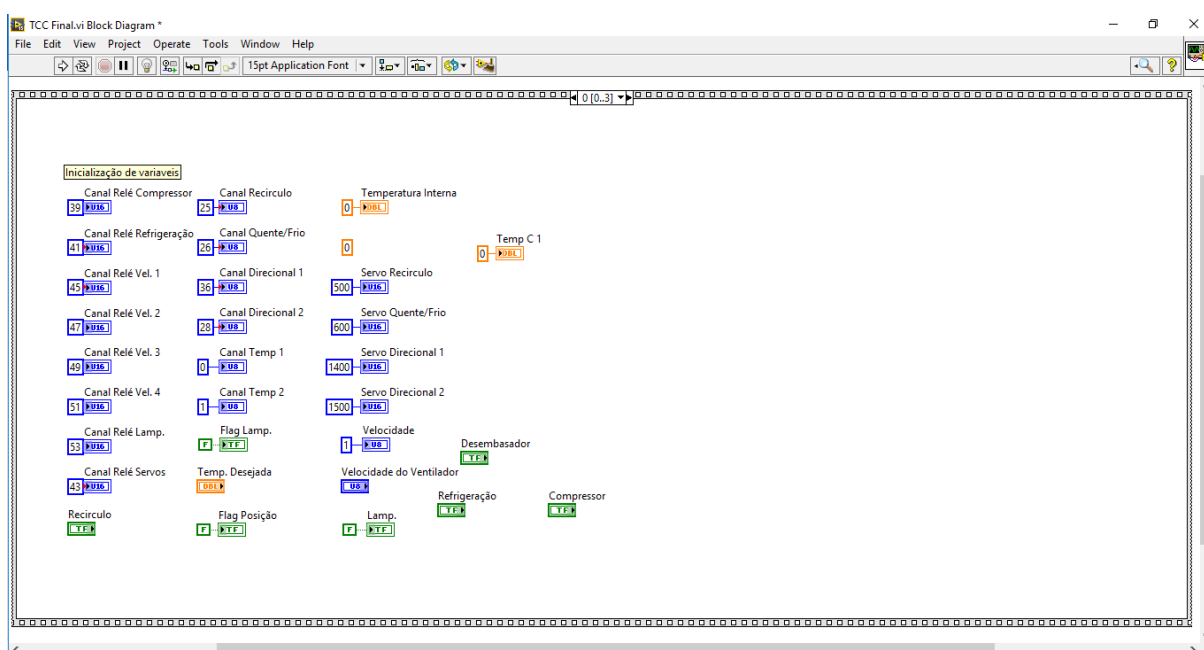 TCC Final.vi Block Diagram *
File Edit View Project Operate Tools Window Help
15pt Application Font
0 [0..3]
Inicialização de variaveis
Canal Relé Compressor Canal Recirculo Temperatura Interna
39 U16 25 U8 0 DBL
Canal Relé Refrigeração Canal Quente/Frio Temp C 1
41 U16 26 U8 0 0 DBL
Canal Relé Vel. 1 Canal Direcional 1 Servo Recirculo
45 U16 36 U8 500 U16
Canal Relé Vel. 2 Canal Direcional 2 Servo Quente/Frio
47 U16 28 U8 600 U16
Canal Relé Vel. 3 Canal Temp 1 Servo Direcional 1
49 U16 0 U8 1400 U16
Canal Relé Vel. 4 Canal Temp 2 Servo Direcional 2
51 U16 1 U8 1500 U16
Canal Relé Lamp. Flag Lamp. Velocidade Desembasador
53 U16 F TF 1 U8 TF
Canal Relé Servos Temp. Desejada Velocidade do Ventilador
43 U16 DBL U8
Refrigeração Compressor
TF TF
Recirculo Flag Posição Lamp.
TF F TF F TF